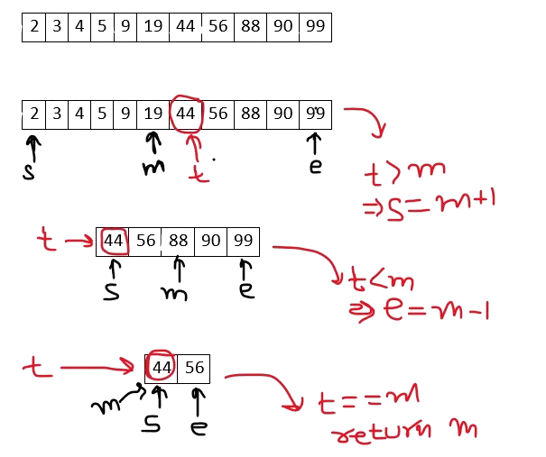 2 3 4 5 9 19 44 56 88 90 99
2 3 4 5 9 19 44 56 88 90 99
s m t e
t > m
⇒ s = m+1
t → 44 56 88 90 99
s m e
t < m
⇒ e = m-1
t → 44 56
m s e
t == m
return m